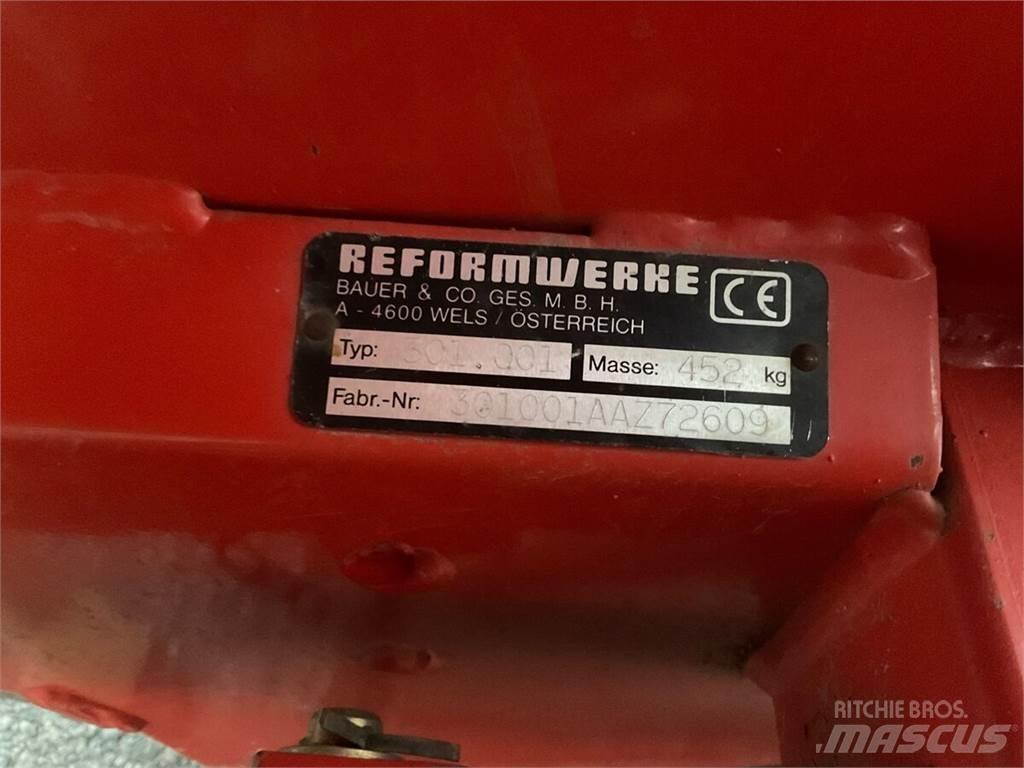 REFORMWERKE
BAUER & CO. GES. M. B. H.
A - 4600 WELS / ÖSTERREICH
CE
Typ: 301.001
Masse: 452 kg
Fabr.-Nr: 301001AAZ72609
RITCHIE BROS.
MASCUS